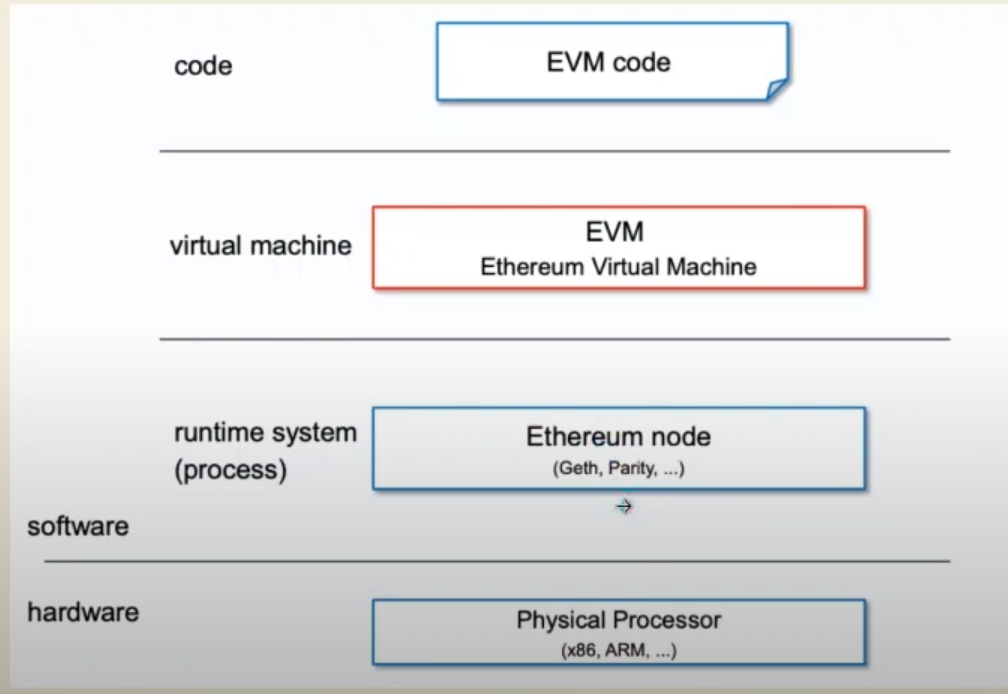 code
EVM code
virtual machine
EVM
Ethereum Virtual Machine
runtime system
(process)
Ethereum node
(Geth, Parity, ...)
software
hardware
Physical Processor
(x86, ARM, ...)